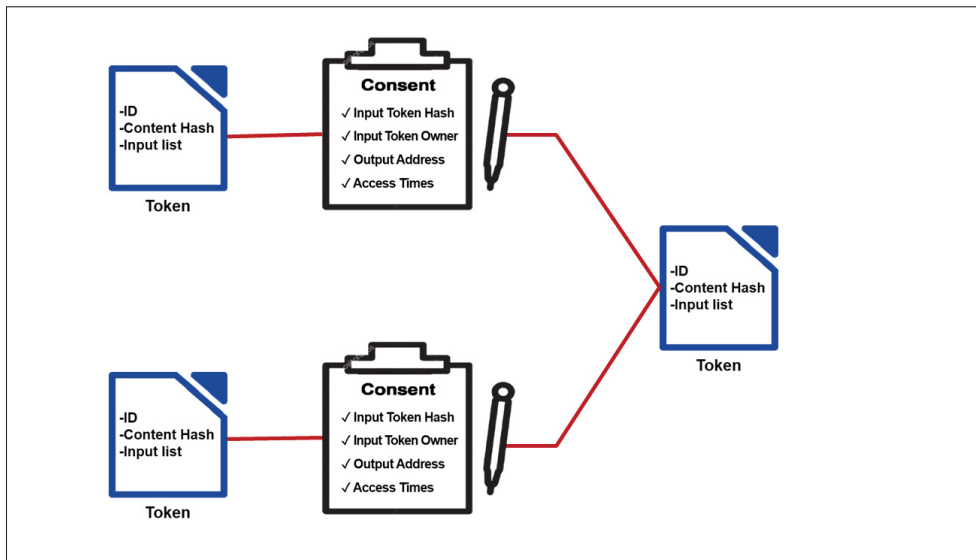 -ID
-Content Hash
-Input list
Token
Consent
✓ Input Token Hash
✓ Input Token Owner
✓ Output Address
✓ Access Times
-ID
-Content Hash
-Input list
Token
-ID
-Content Hash
-Input list
Token
Consent
✓ Input Token Hash
✓ Input Token Owner
✓ Output Address
✓ Access Times